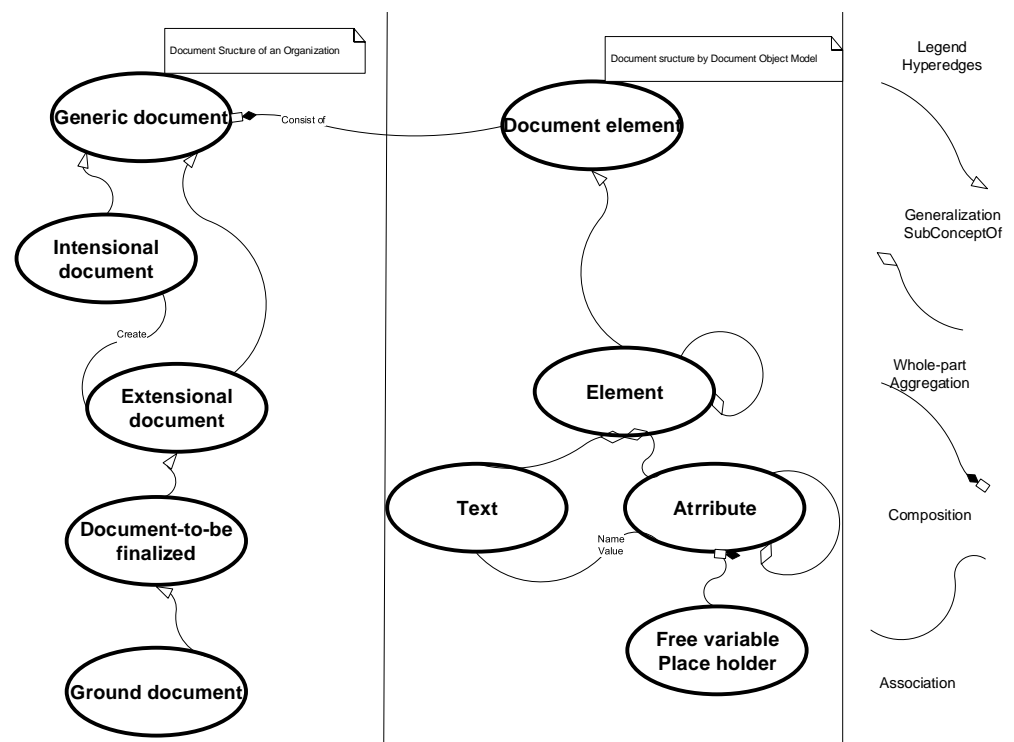 Document Sructure of an Organization
Generic document
Consist of
Intensional
document
Create
Extensional
document
Document-to-be
finalized
Ground document
Document sructure by Document Object Model
Document element
Element
Text
Atrribute
Name
Value
Free variable
Place holder
Legend
Hyperedges
Generalization
SubConceptOf
Whole-part
Aggregation
Composition
Association